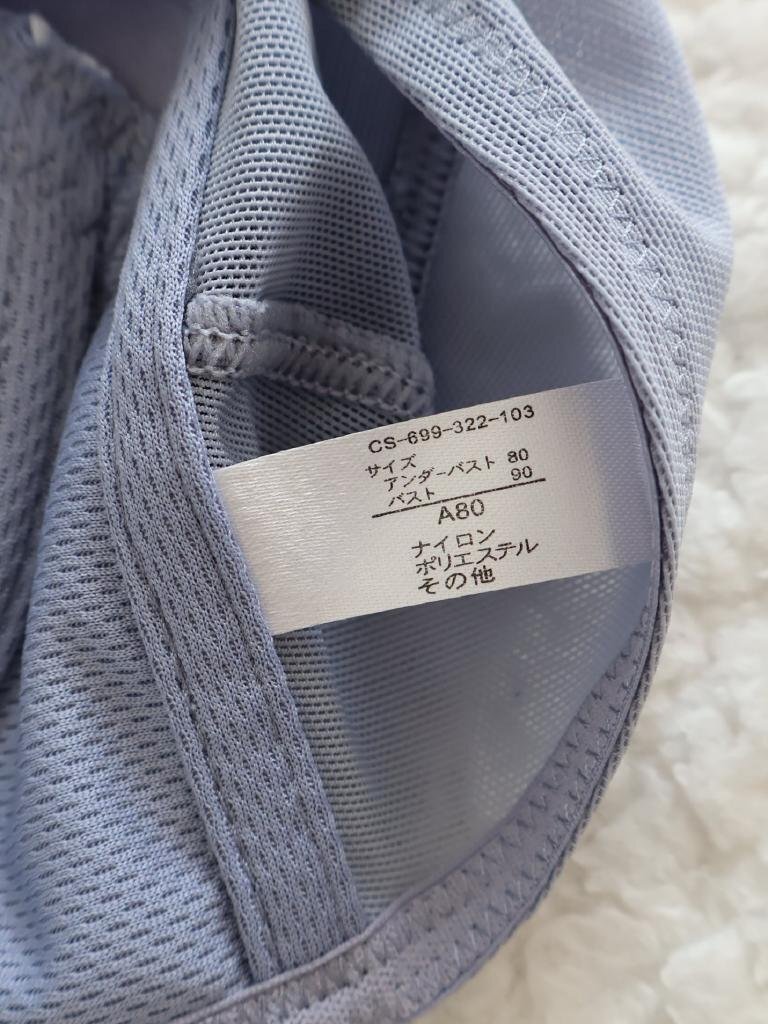 CS-699-322-103
サイズ
アンダーバスト 80
バスト 90
A80
ナイロン
ポリエステル
その他